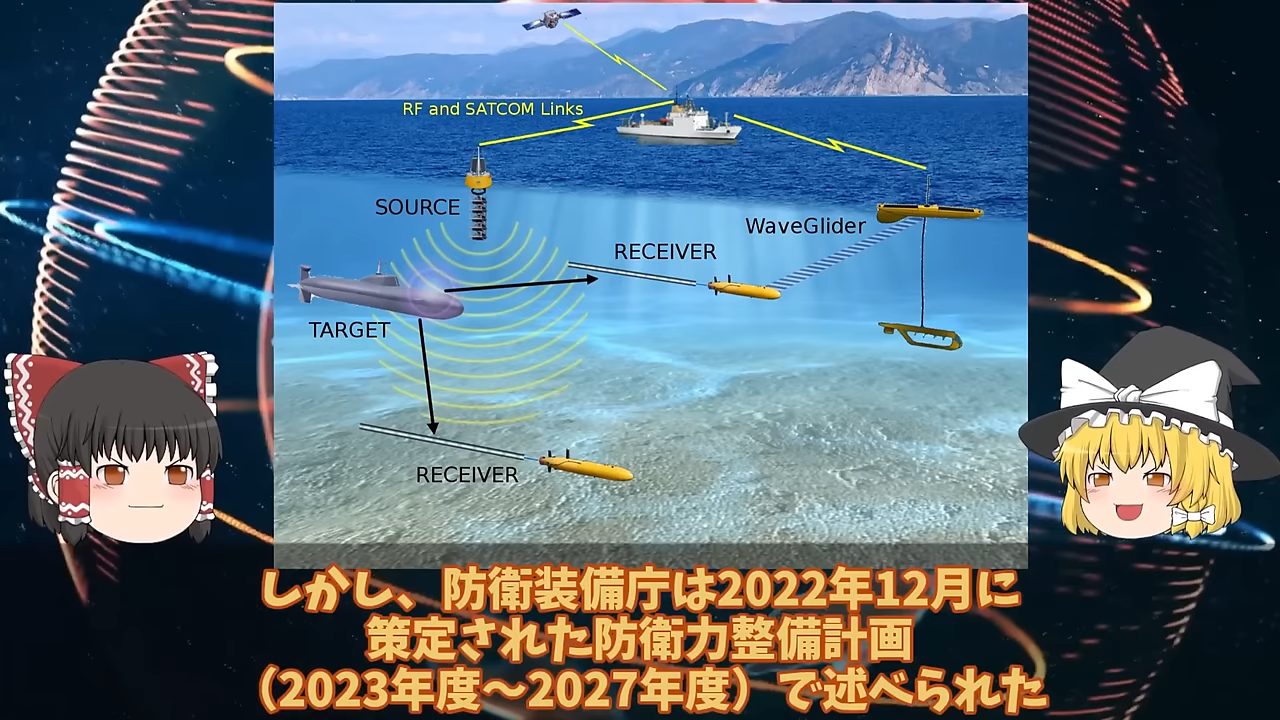 RF and SATCOM Links
SOURCE
WaveGlider
RECEIVER
TARGET
RECEIVER
しかし、防衛装備庁は2022年12月に
策定された防衛力整備計画
（2023年度～2027年度）で述べられた